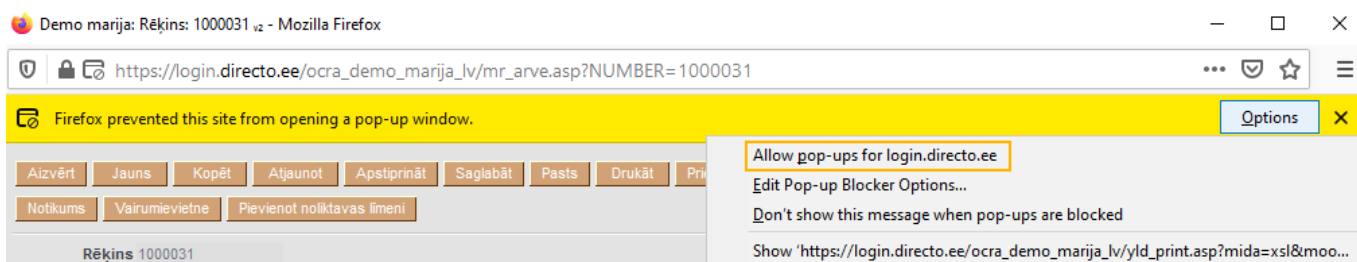 Demo marija: Rēķins: 1000031 v2 - Mozilla Firefox
https://login.directo.ee/ocra_demo_marija_lv/mr_arve.asp?NUMBER=1000031
Firefox prevented this site from opening a pop-up window.
Options
Allow pop-ups for login.directo.ee
Edit Pop-up Blocker Options...
Don't show this message when pop-ups are blocked
Show 'https://login.directo.ee/ocra_demo_marija_lv/yld_print.asp?mida=xsl&moo...
Aizvērt Jauns Kopēt Atjaunot Apstiprināt Saglabāt Pasts Drukāt
Notikums Vairumievietne Pievienot noliktavas līmeni
Rēķins 1000031